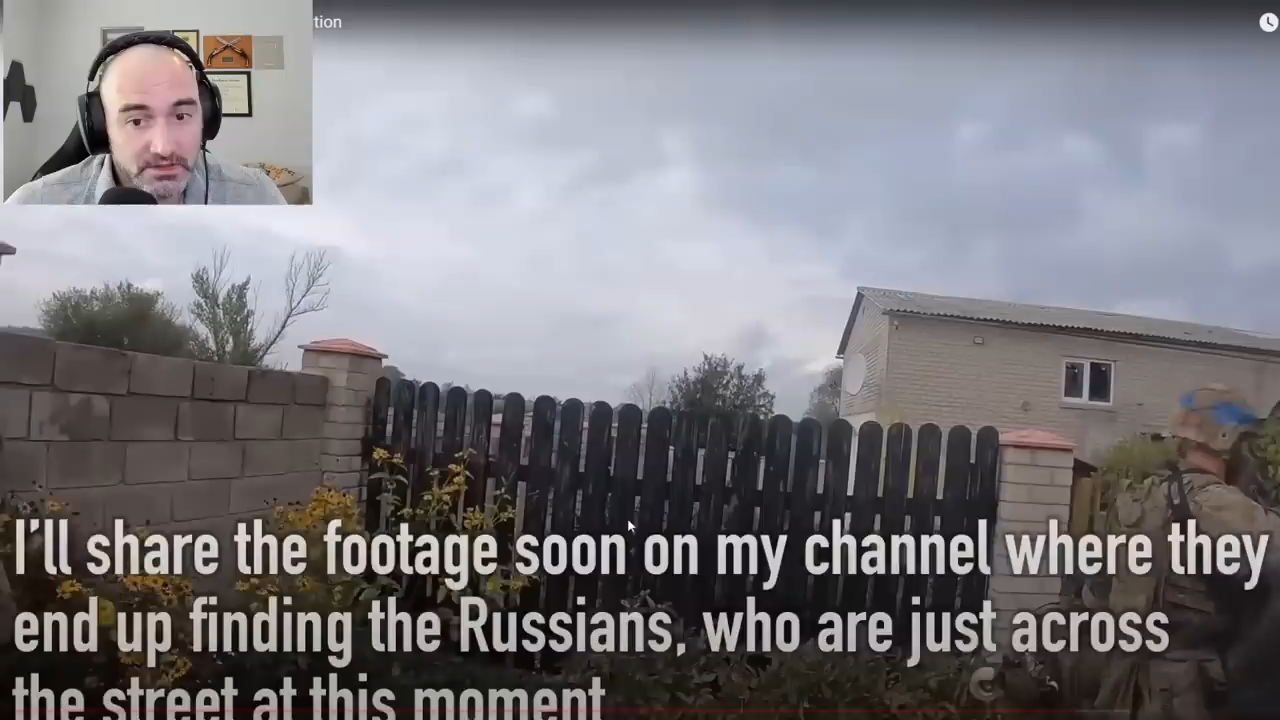 tion
I'll share the footage soon on my channel where they
end up finding the Russians, who are just across
the street at this moment